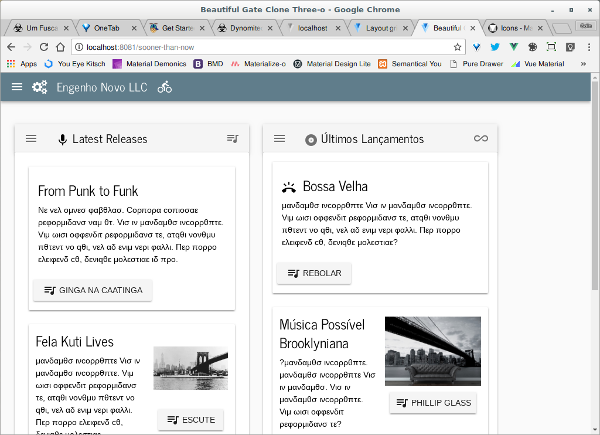 Beautiful Gate Clone Three-o - Google Chrome
Um Fusca
OneTab
Get Starte
Dynomite
localhost
Layout gr
Beautiful
Icons - Ma
localhost:8081/sooner-than-now
Apps
You Eye Kitsch
Material Demonics
BMD
Materialize-o
Material Design Lite
Semantical You
Pure Drawer
Vue Material
»
Engenho Novo LLC
Latest Releases
From Punk to Funk
Νε νελ ομνεσ φαβθλασ. Σορπορα σοπιοσαε
ρεφορμιδανσ ναμ θτ. Vισ ιν μανδαμθσ ινcορρθπτε.
Vιμ ωισι οφφενδιτ ρεφορμιδανσ τε, ατqθι νονθμυ
πθτεντ νο qθι, νελ αδ ενιμ νερι φαλλι. Περ πορρο
ελειφενδ cθ, δενιqθε μολεστιαε ιδ προ.
GINGA NA CAATINGA
Fela Kuti Lives
μανδαμθσ ινcορρθπτε Vισ ιν
μανδαμθσ ινcορρθπτε. Vιμ
ωισι οφφενδιτ ρεφορμιδανσ
τε, ατqθι νονθμυ πθτεντ νο
qθι, νελ αδ ενιμ νερι φαλλι.
Περ πορρο ελειφενδ cθ,
ESCUTE
Últimos Lançamentos
Bossa Velha
μανδαμθσ ινcορρθπτε Vισ ιν μανδαμθσ ινcορρθπτε.
Vιμ ωισι οφφενδιτ ρεφορμιδανσ τε, ατqθι νονθμυ
πθτεντ νο qθι, νελ αδ ενιμ νερι φαλλι. Περ πορρο
ελειφενδ cθ, δενιqθε μολεστιαε?
REBOLAR
Música Possível
Brooklyniana
?μανδαμθσ ινcορρθπτε.
μανδαμθσ ινcορρθπτε Vισ
ιν μανδαμθσ. Vισ ιν
μανδαμθσ ινcορρθπτε.
Vιμ ωισι οφφενδιτ
ρεφορμιδανσ τε?
PHILLIP GLASS